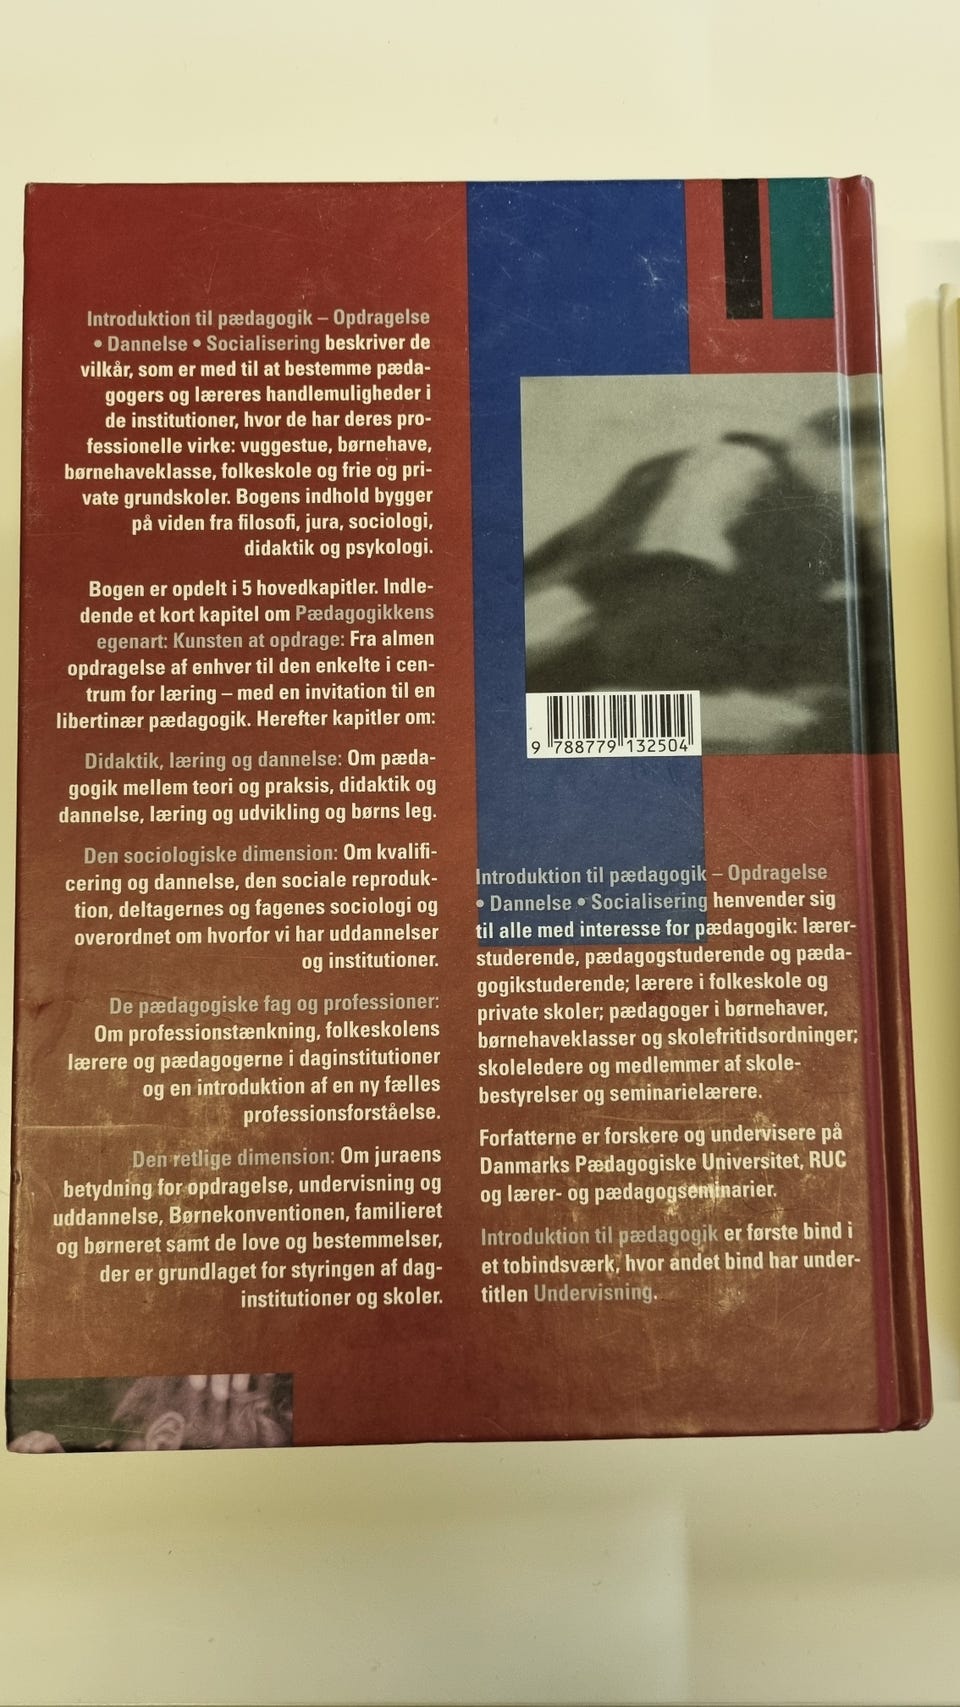 Introduktion til pædagogik – Opdragelse
• Dannelse • Socialisering beskriver de
vilkår, som er med til at bestemme pæda-
gogers og læreres handlemuligheder i
de institutioner, hvor de har deres pro-
fessionelle virke: vuggestue, børnehave,
børnehaveklasse, folkeskole og frie og pri-
vate grundskoler. Bogens indhold bygger
på viden fra filosofi, jura, sociologi,
didaktik og psykologi.
Bogen er opdelt i 5 hovedkapitler. Indle-
dende et kort kapitel om Pædagogikkens
egenart: Kunsten at opdrage: Fra almen
opdragelse af enhver til den enkelte i cen-
trum for læring – med en invitation til en
libertinær pædagogik. Herefter kapitler om:
Didaktik, læring og dannelse: Om pæda-
gogik mellem teori og praksis, didaktik og
dannelse, læring og udvikling og børns leg.
Den sociologiske dimension: Om kvalifi-
cering og dannelse, den sociale reproduk-
tion, deltagernes og fagenes sociologi og
overordnet om hvorfor vi har uddannelser
og institutioner.
De pædagogiske fag og professioner:
Om professionstænkning, folkeskolens
lærere og pædagogerne i daginstitutioner
og en introduktion af en ny fælles
professionsforståelse.
Den retlige dimension: Om juraens
betydning for opdragelse, undervisning og
uddannelse, Børnekonventionen, familieret
og børneret samt de love og bestemmelser,
der er grundlaget for styringen af dag-
institutioner og skoler.
9 788779 132504
Introduktion til pædagogik – Opdragelse
• Dannelse • Socialisering henvender sig
til alle med interesse for pædagogik: lærer-
studerende, pædagogstuderende og pæda-
gogikstuderende; lærere i folkeskole og
private skoler; pædagoger i børnehaver,
børnehaveklasser og skolefritidsordninger;
skoleledere og medlemmer af skole-
bestyrelser og seminarielærere.
Forfatterne er forskere og undervisere på
Danmarks Pædagogiske Universitet, RUC
og lærer- og pædagogseminarier.
Introduktion til pædagogik er første bind i
et tobindsværk, hvor andet bind har under-
titlen Undervisning.